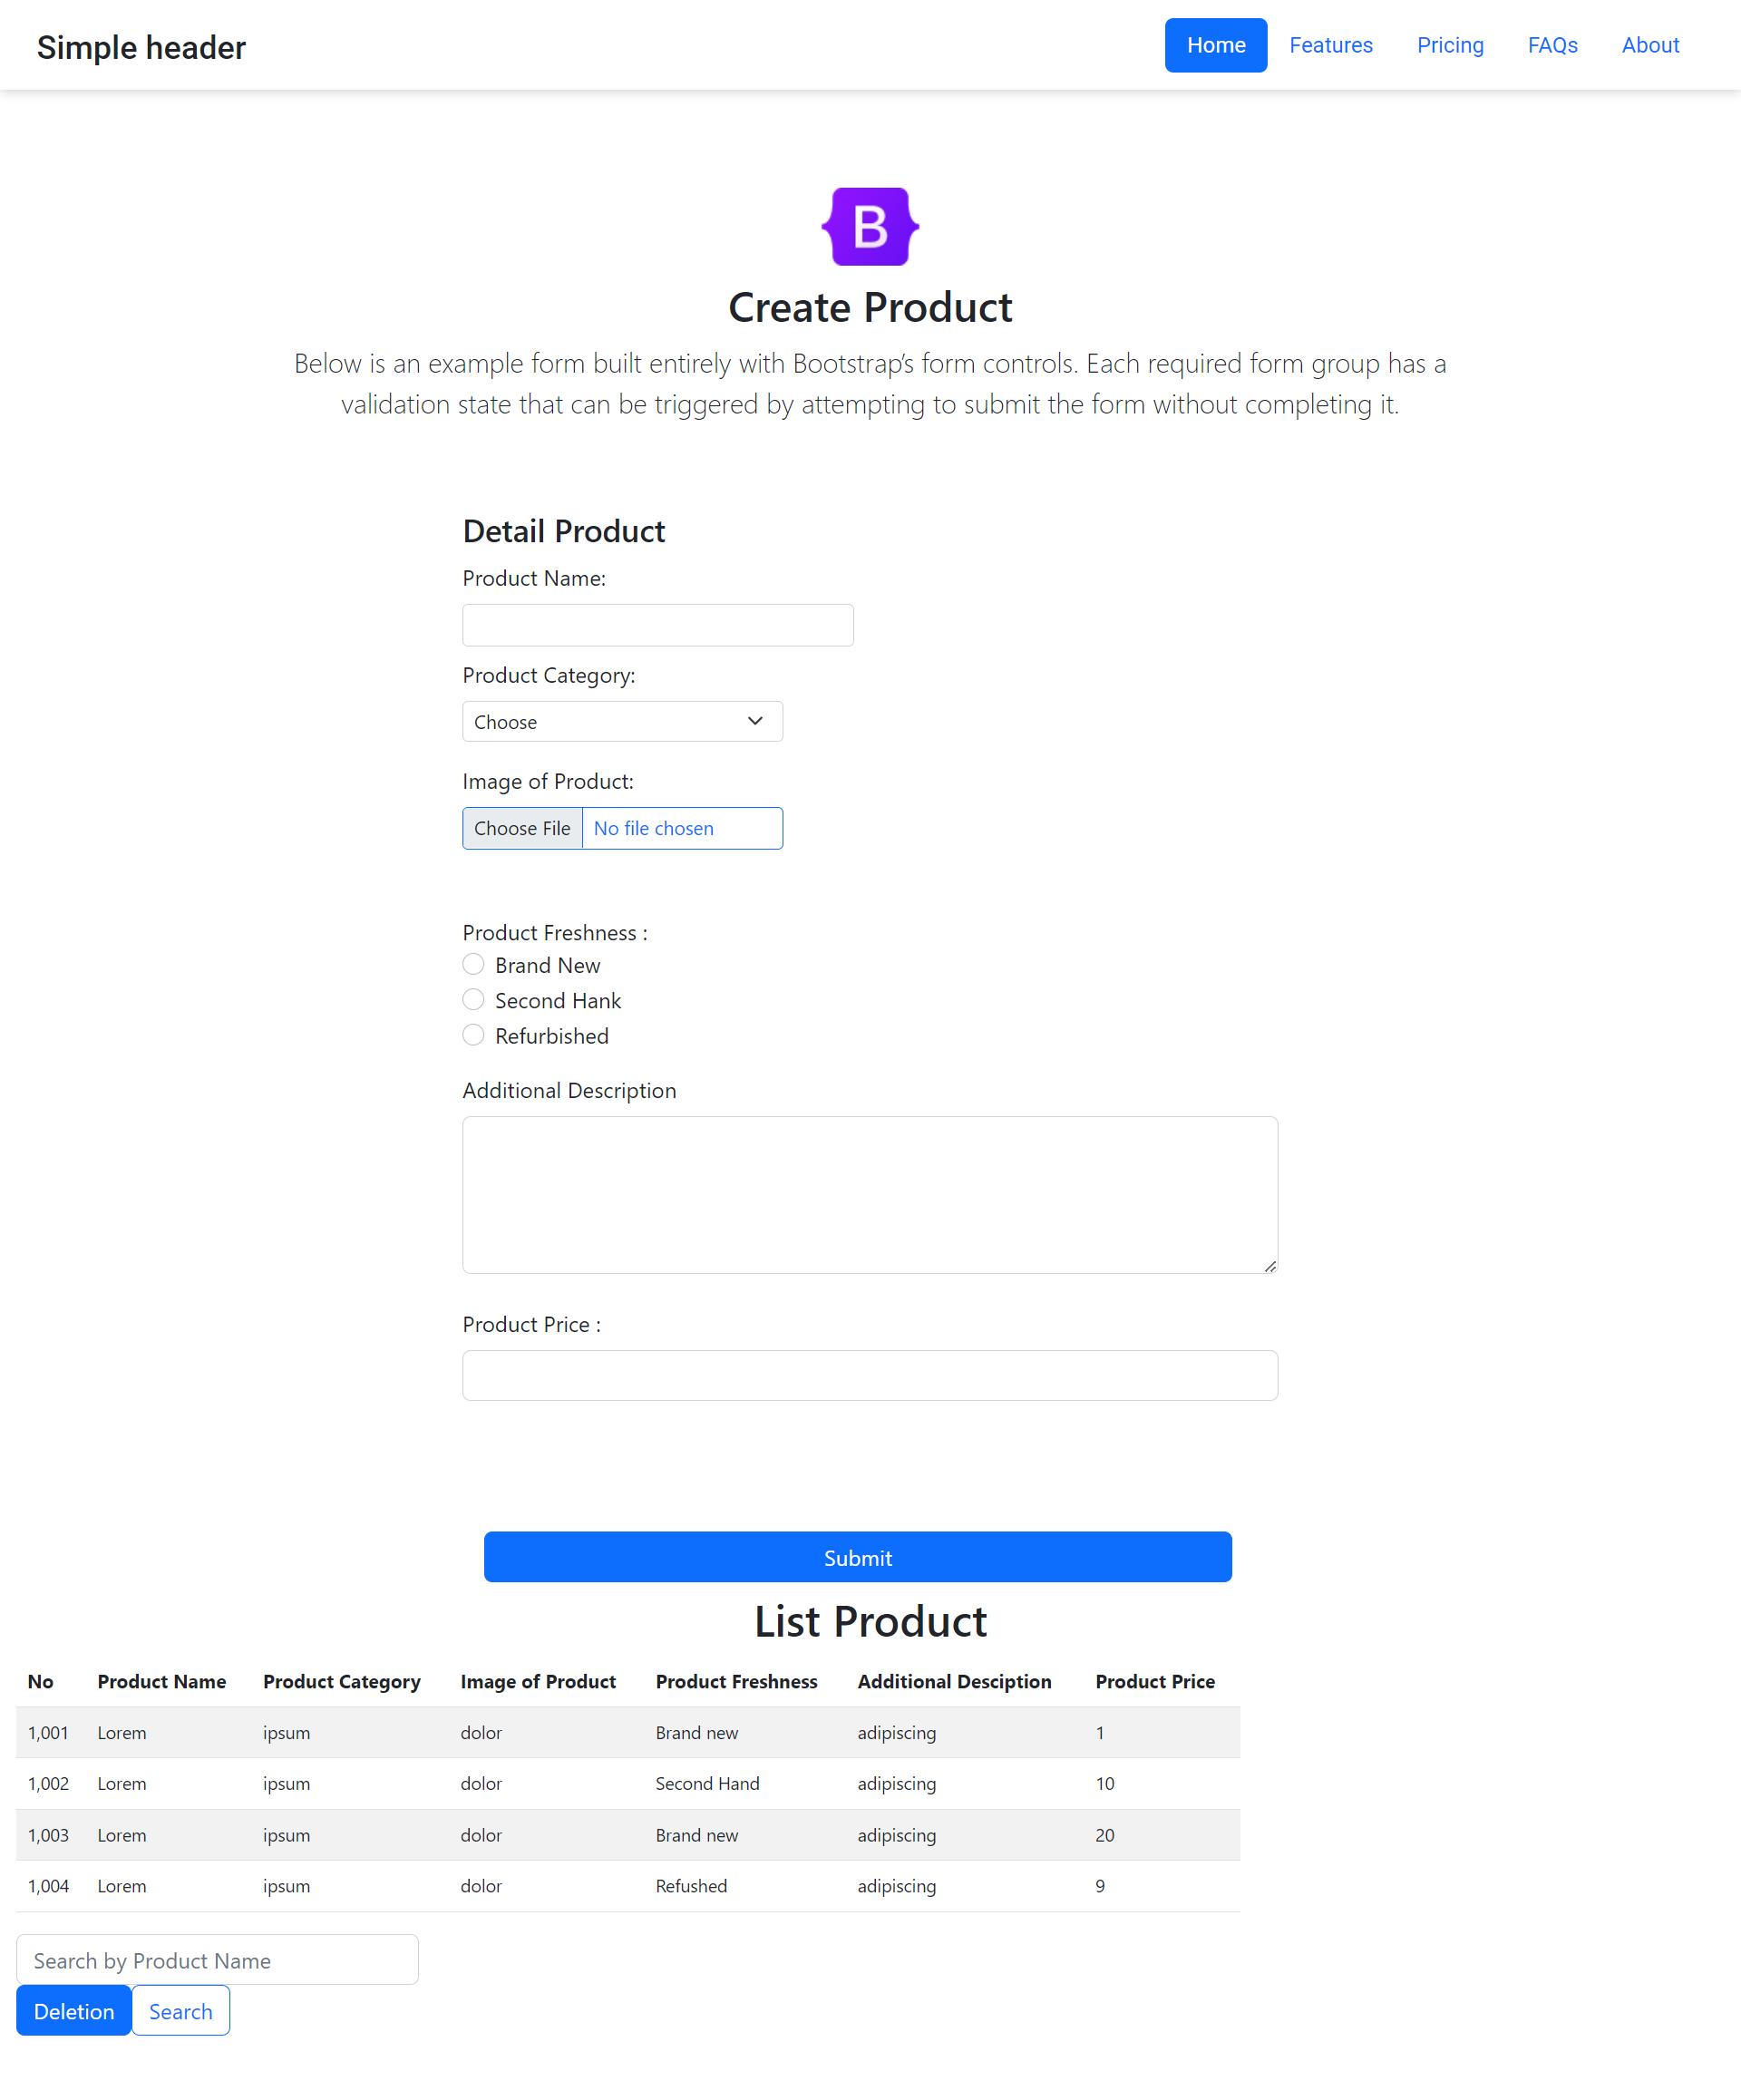 Simple header
Home Features Pricing FAQs About
B
Create Product
Below is an example form built entirely with Bootstrap’s form controls. Each required form group has a
validation state that can be triggered by attempting to submit the form without completing it.
Detail Product
Product Name:
Product Category:
Choose
Image of Product:
Choose File No file chosen
Product Freshness :
Brand New
Second Hank
Refurbished
Additional Description
Product Price :
Submit
List Product
No Product Name Product Category Image of Product Product Freshness Additional Desciption Product Price
1,001 Lorem ipsum dolor Brand new adipiscing 1
1,002 Lorem ipsum dolor Second Hand adipiscing 10
1,003 Lorem ipsum dolor Brand new adipiscing 20
1,004 Lorem ipsum dolor Refushed adipiscing 9
Search by Product Name
Deletion Search